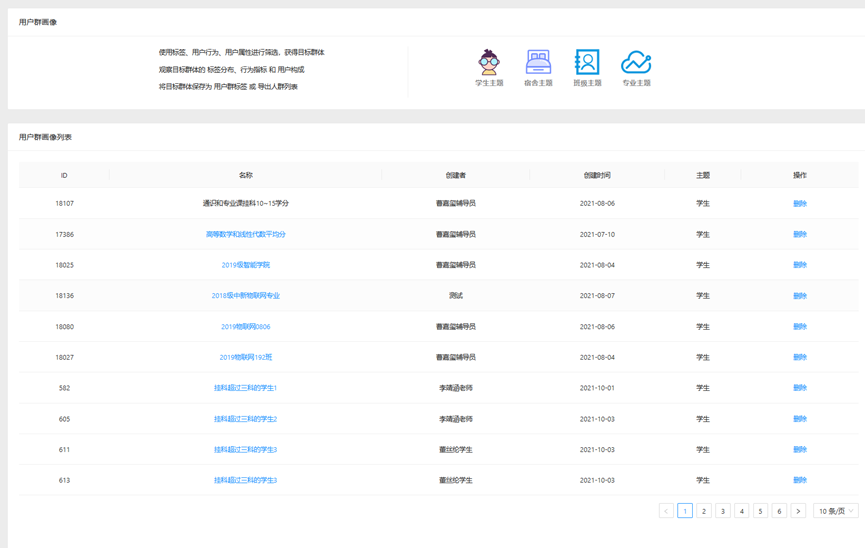 用户群画像
使用标签、用户行为、用户属性进行筛选，获得目标群体
观察目标群体的 标签分布、行为指标 和 用户构成
将目标群体保存为 用户群标签 或 导出人群列表
学生主题 宿舍主题 班级主题 专业主题
用户群画像列表
ID 名称 创建者 创建时间 主题 操作
18107 通识和专业课挂科10~15学分 曹嘉玺辅导员 2021-08-06 学生 删除
17386 高等数学和线性代数平均分 曹嘉玺辅导员 2021-07-10 学生 删除
18025 2019级智能学院 曹嘉玺辅导员 2021-08-04 学生 删除
18136 2018级中新物联网专业 测试 2021-08-07 学生 删除
18080 2019物联网0806 曹嘉玺辅导员 2021-08-06 学生 删除
18027 2019物联网192班 曹嘉玺辅导员 2021-08-04 学生 删除
582 挂科超过三科的学生1 李靖涵老师 2021-10-01 学生 删除
605 挂科超过三科的学生2 李靖涵老师 2021-10-03 学生 删除
611 挂科超过三科的学生3 董丝纶学生 2021-10-03 学生 删除
613 挂科超过三科的学生3 董丝纶学生 2021-10-03 学生 删除
< 1 2 3 4 5 6 > 10 条/页